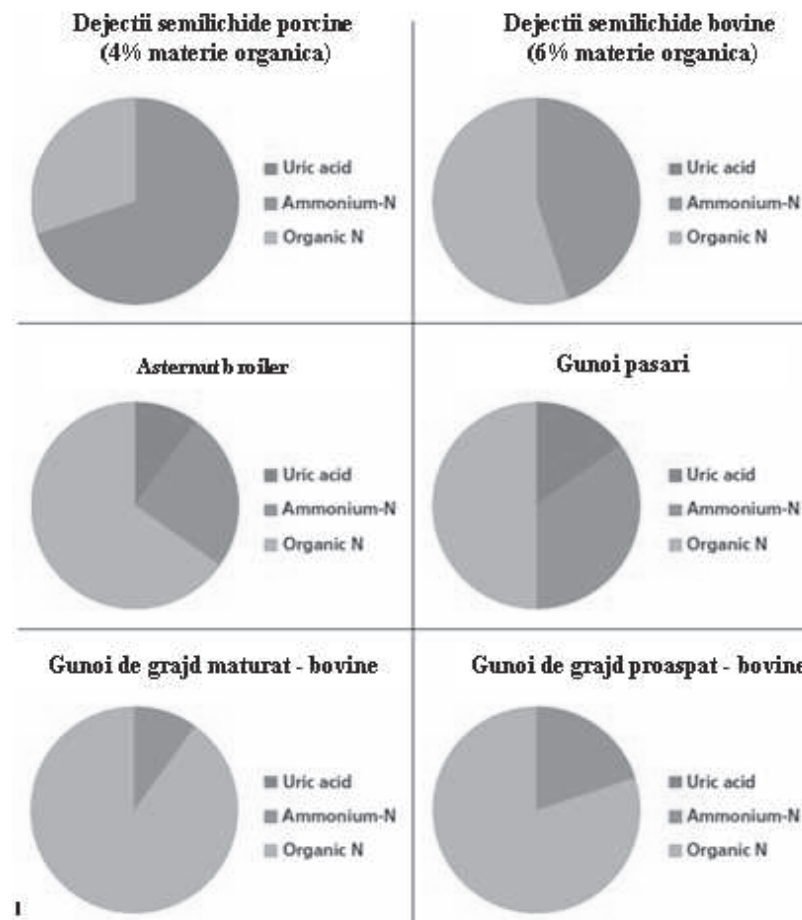 Dejectii semilichide porcine
(4% materie organica)
Uric acid
Ammonium-N
Organic N
Dejectii semilichide bovine
(6% materie organica)
Uric acid
Ammonium-N
Organic N
Asternut broiler
Uric acid
Ammonium-N
Organic N
Gunoi pasari
Uric acid
Ammonium-N
Organic N
Gunoi de grajd maturat - bovine
Uric acid
Ammonium-N
Organic N
Gunoi de grajd proaspat - bovine
Uric acid
Ammonium-N
Organic N